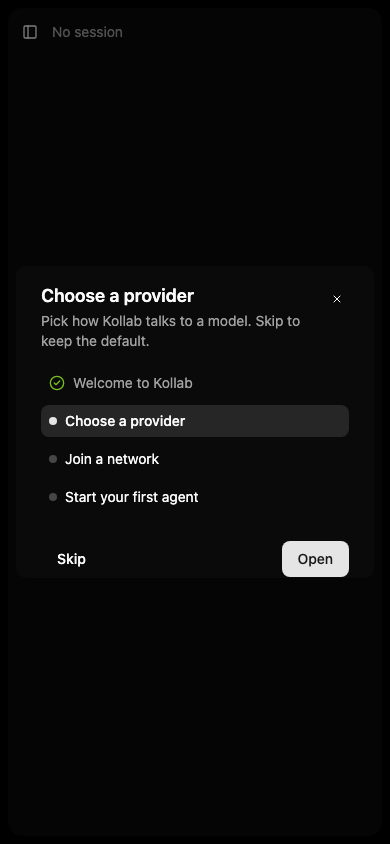 No session
Choose a provider
Pick how Kollab talks to a model. Skip to
keep the default.
Welcome to Kollab
Choose a provider
Join a network
Start your first agent
Skip
Open